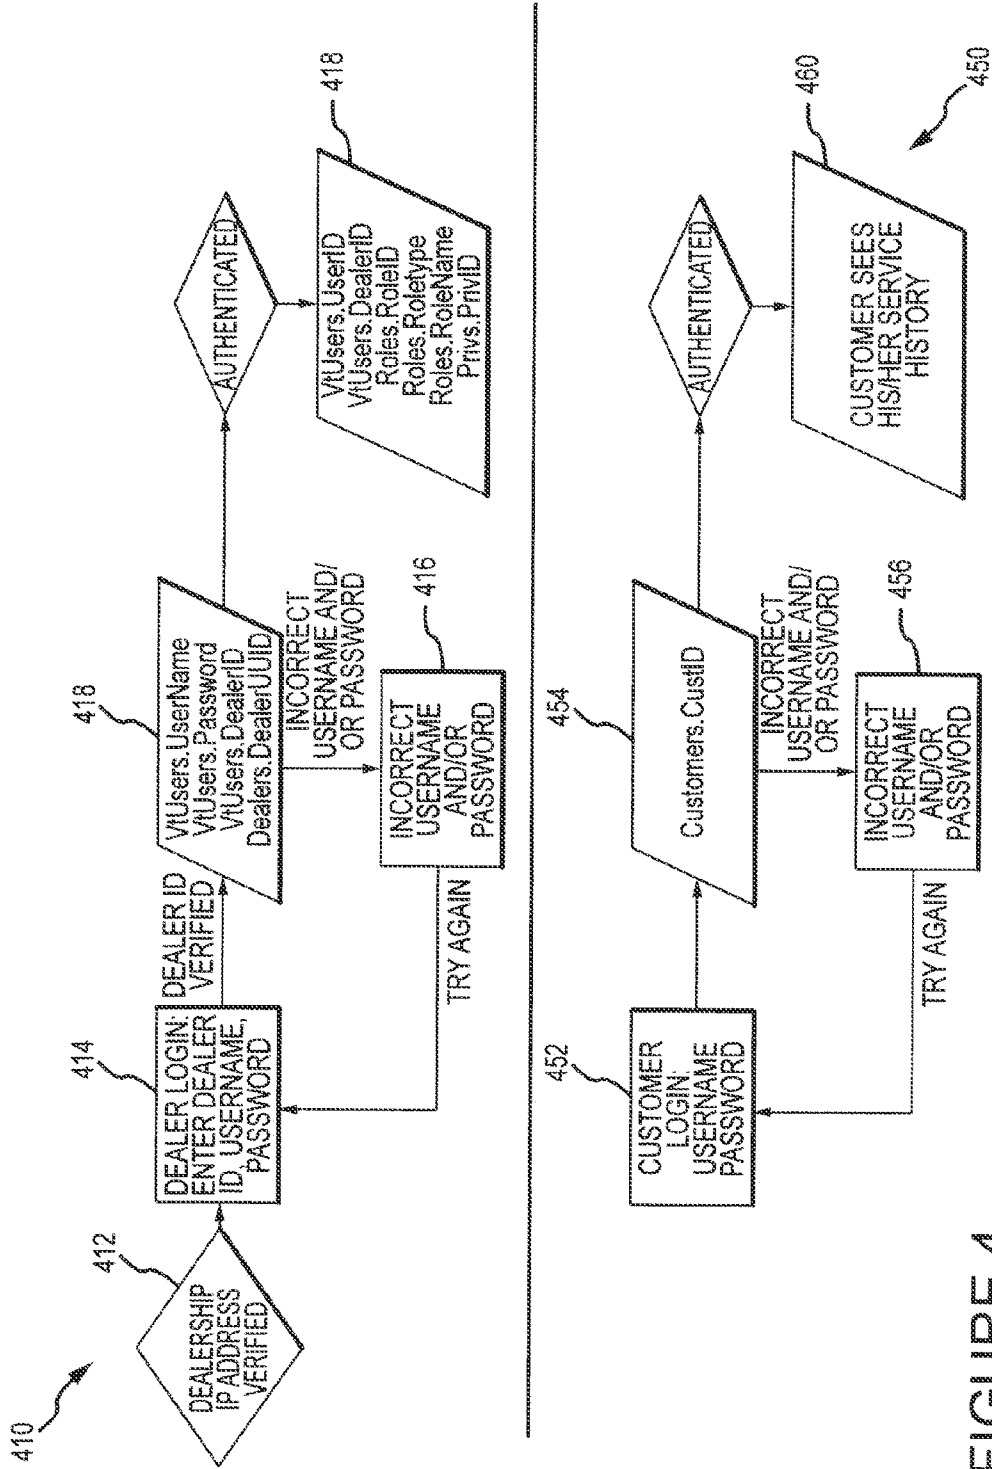 410
412
DEALERSHIP
IP ADDRESS
VERIFIED
414
DEALER LOGIN:
ENTER DEALER
ID, USERNAME,
PASSWORD
DEALER ID
VERIFIED
418
VtUsers.UserName
VtUsers.Password
VtUsers.DealerID
Dealers.DealerUUID
INCORRECT
USERNAME AND/
OR PASSWORD
416
INCORRECT
USERNAME
AND/OR
PASSWORD
TRY AGAIN
AUTHENTICATED
418
VtUsers.UserID
VtUsers.DealerID
Roles.RoleID
Roles.Roletype
Roles.RoleName
Privs.PrivID
452
CUSTOMER
LOGIN:
USERNAME
PASSWORD
454
Customers.CustID
INCORRECT
USERNAME AND/
OR PASSWORD
456
INCORRECT
USERNAME
AND/OR
PASSWORD
TRY AGAIN
AUTHENTICATED
460
CUSTOMER SEES
HIS/HER SERVICE
HISTORY
450
FIGURE 4